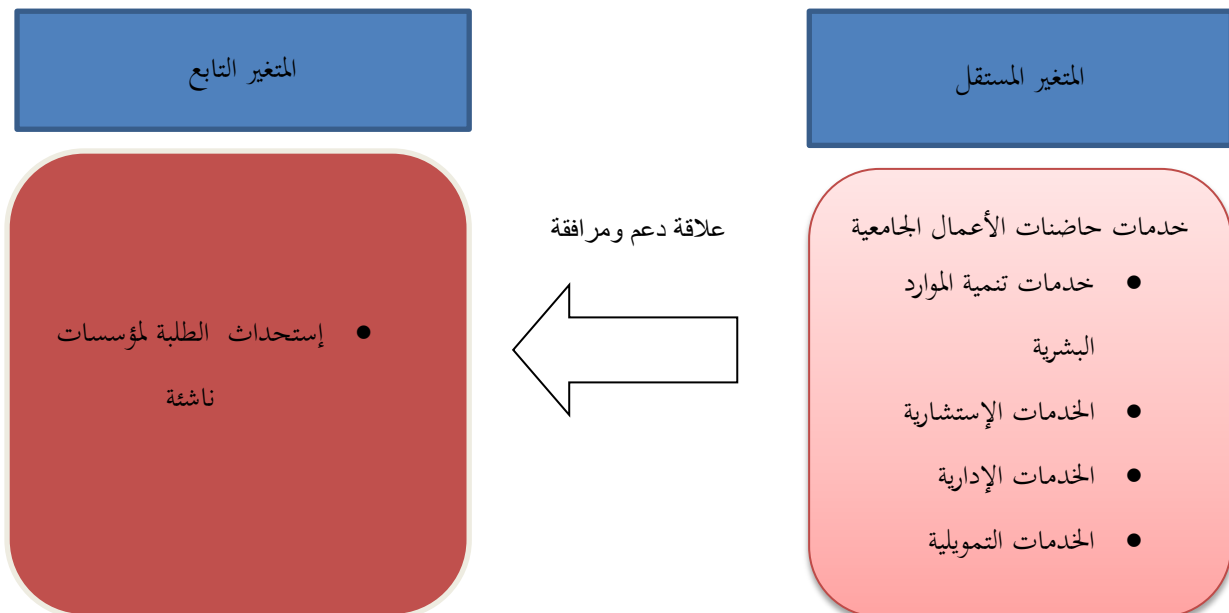 المتغير المستقل
خدمات حاضنات الأعمال الجامعية
● خدمات تنمية الموارد
البشرية
● الخدمات الإستشارية
● الخدمات الإدارية
● الخدمات التمويلية
علاقة دعم ومرافقة
المتغير التابع
● إستحداث الطلبة لمؤسسات
ناشئة